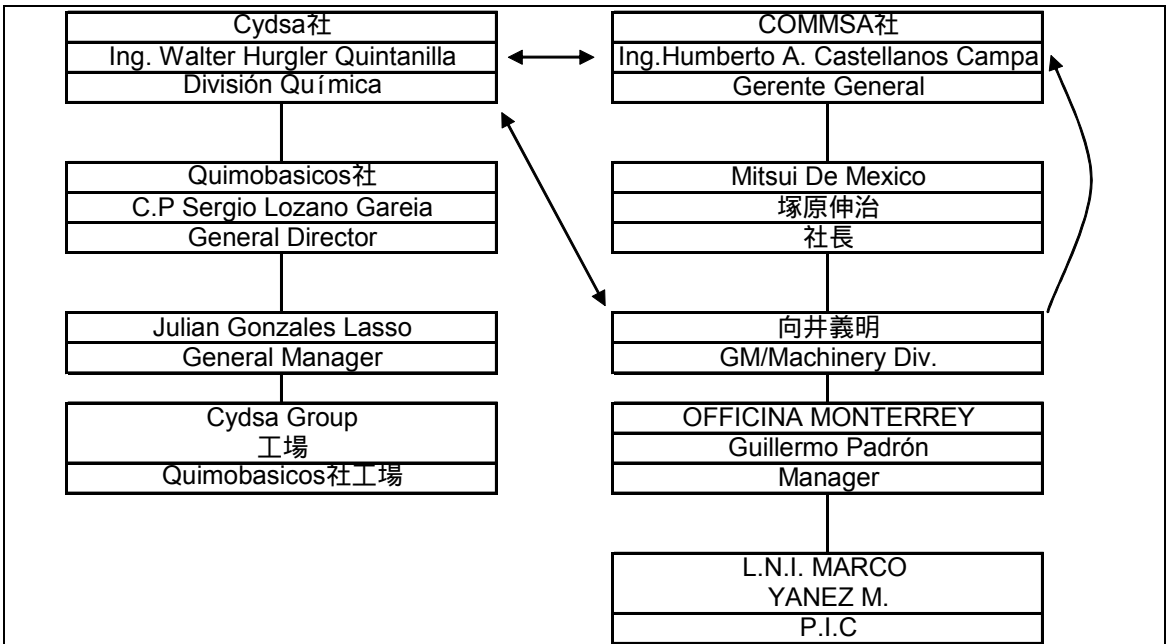 Cydsa社
Ing. Walter Hurgler Quintanilla
División Química
Quimobasicos社
C.P Sergio Lozano Gareia
General Director
Julian Gonzales Lasso
General Manager
Cydsa Group
工場
Quimobasicos社工場
COMMSA社
Ing.Humberto A. Castellanos Campa
Gerente General
Mitsui De Mexico
塚原伸治
社長
向井義明
GM/Machinery Div.
OFFICINA MONTERREY
Guillermo Padrón
Manager
L.N.I. MARCO
YANEZ M.
P.I.C